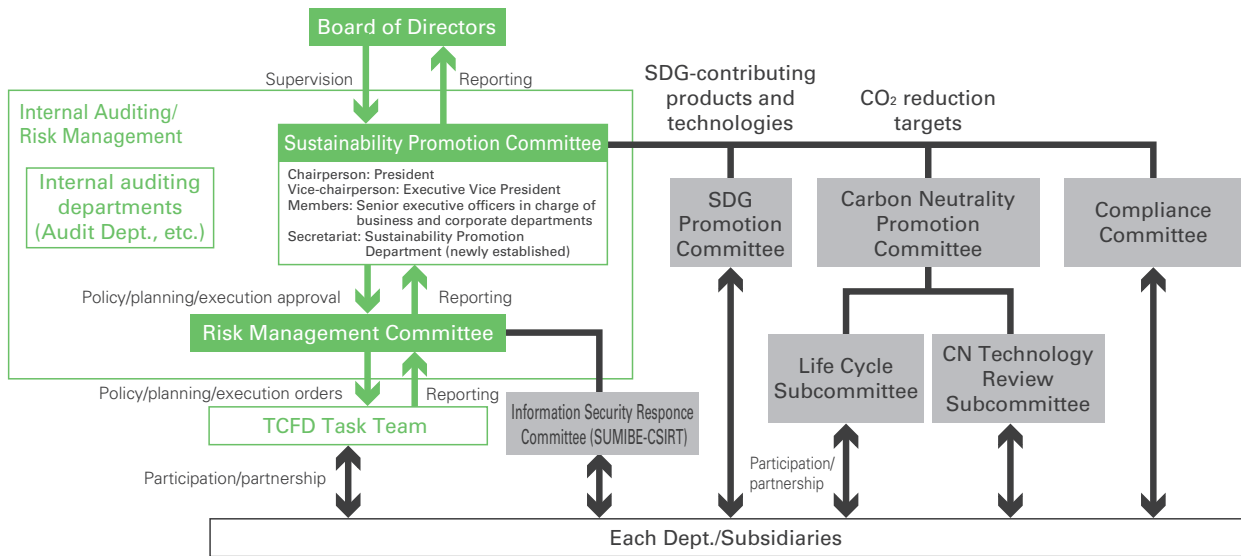 Board of Directors
Supervision
Reporting
SDG-contributing
products and
technologies
CO₂ reduction
targets
Internal Auditing/
Risk Management
Internal auditing
departments
(Audit Dept., etc.)
Sustainability Promotion Committee
Chairperson: President
Vice-chairperson: Executive Vice President
Members: Senior executive officers in charge of
business and corporate departments
Secretariat: Sustainability Promotion
Department (newly established)
SDG
Promotion
Committee
Carbon Neutrality
Promotion
Committee
Compliance
Committee
Policy/planning/execution approval
Reporting
Risk Management Committee
Life Cycle
Subcommittee
CN Technology
Review
Subcommittee
Policy/planning/execution orders
Reporting
TCFD Task Team
Information Security Responce
Committee (SUMIBE-CSIRT)
Participation/partnership
Participation/
partnership
Each Dept./Subsidiaries